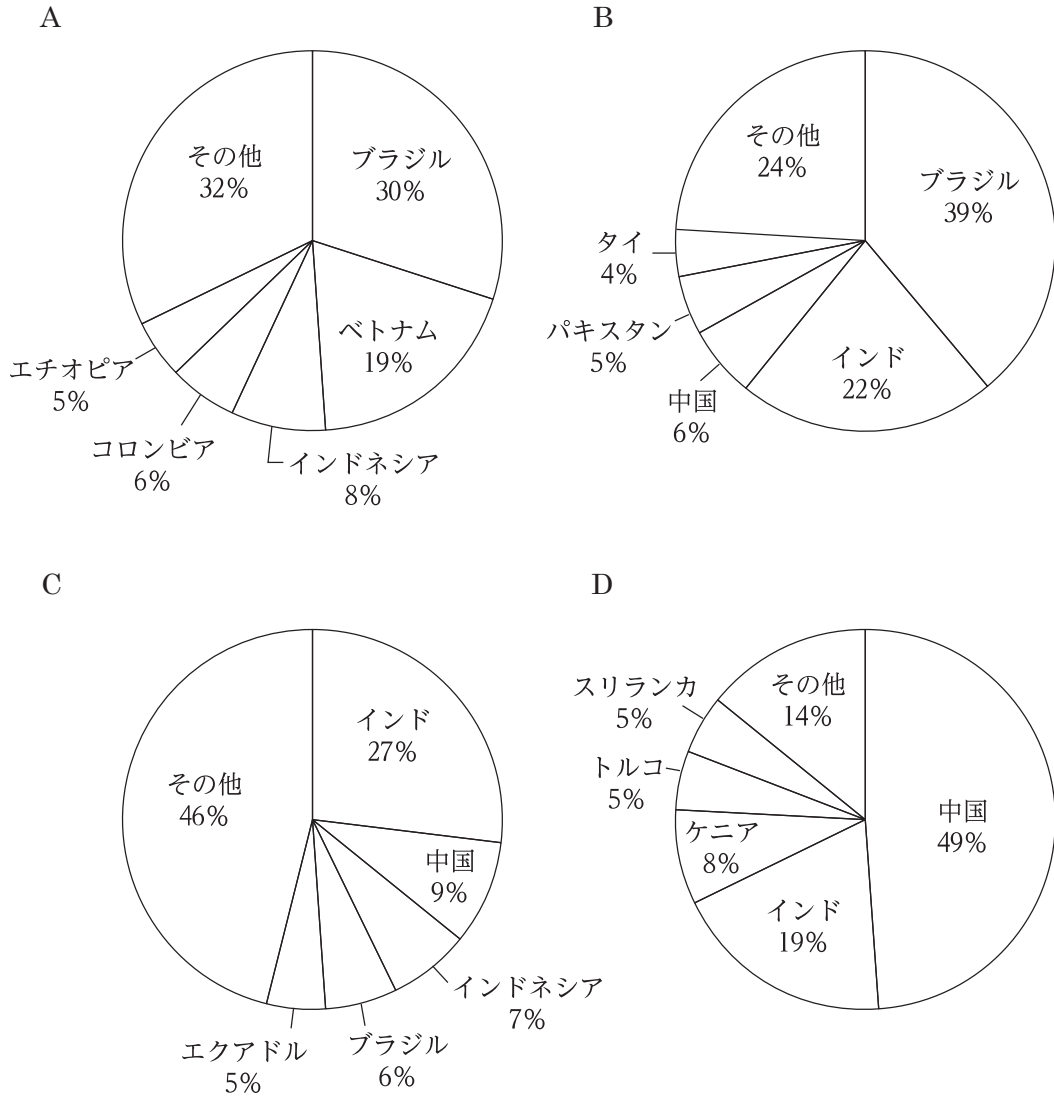 A
その他
32%
ブラジル
30%
ベトナム
19%
エチオピア
5%
コロンビア
6%
インドネシア
8%
B
その他
24%
ブラジル
39%
タイ
4%
パキスタン
5%
インド
22%
中国
6%
C
インド
27%
その他
46%
中国
9%
インドネシア
7%
ブラジル
6%
エクアドル
5%
D
スリランカ
5%
その他
14%
トルコ
5%
中国
49%
ケニア
8%
インド
19%